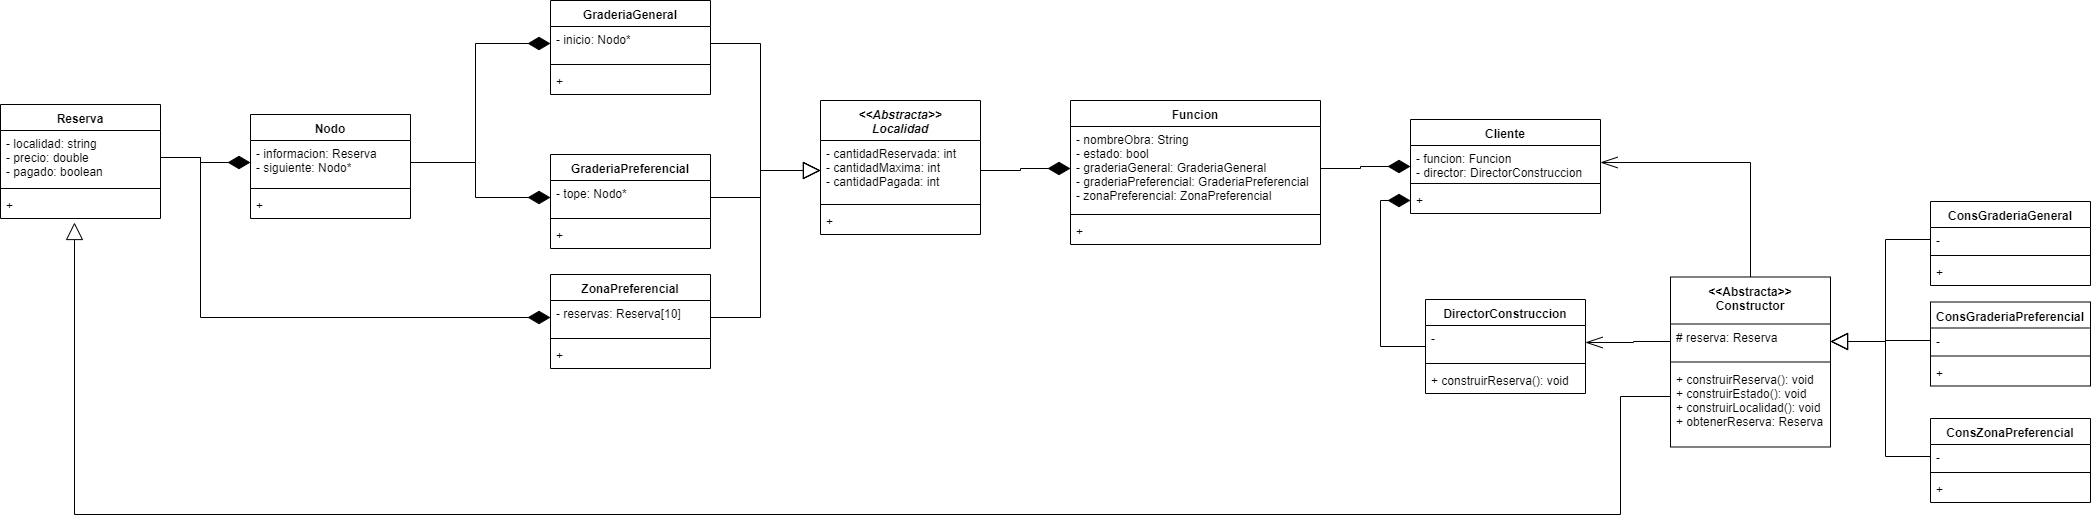 Reserva
- localidad: string
- precio: double
- pagado: boolean
+
Nodo
- informacion: Reserva
- siguiente: Nodo*
+
GraderiaGeneral
- inicio: Nodo*
+
GraderiaPreferencial
- tope: Nodo*
+
ZonaPreferencial
- reservas: Reserva[10]
+
<<Abstracta>>
Localidad
- cantidadReservada: int
- cantidadMaxima: int
- cantidadPagada: int
+
Funcion
- nombreObra: String
- estado: bool
- graderiaGeneral: GraderiaGeneral
- graderiaPreferencial: GraderiaPreferencial
- zonaPreferencial: ZonaPreferencial
+
Cliente
- funcion: Funcion
- director: DirectorConstruccion
+
DirectorConstruccion
-
+ construirReserva(): void
<<Abstracta>>
Constructor
# reserva: Reserva
+ construirReserva(): void
+ construirEstado(): void
+ construirLocalidad(): void
+ obtenerReserva: Reserva
ConsGraderiaGeneral
-
+
ConsGraderiaPreferencial
-
+
ConsZonaPreferencial
-
+